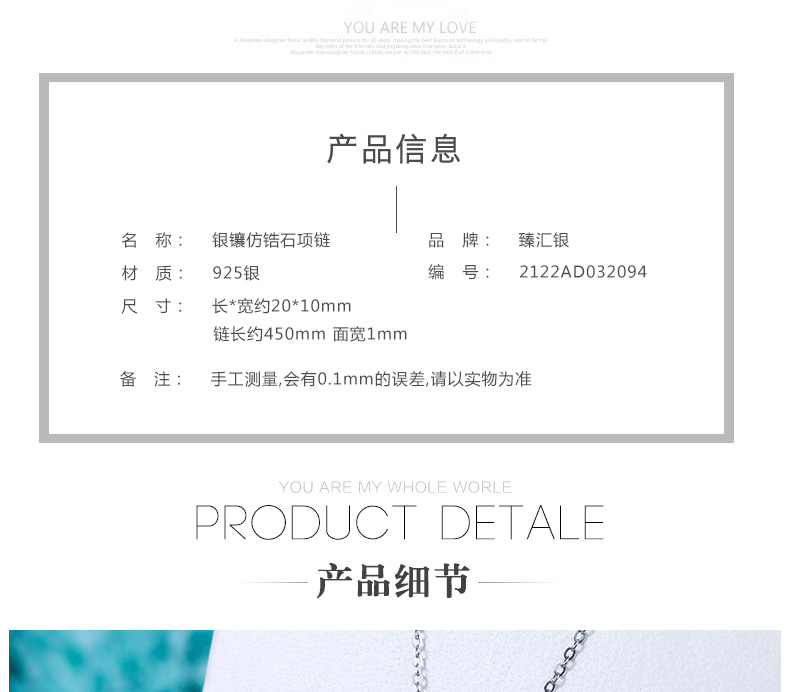 YOU ARE MY LOVE
产品信息
名 称： 银镶仿锆石项链 品 牌： 臻汇银
材 质： 925银 编 号： 2122AD032094
尺 寸： 长*宽约20*10mm
链长约450mm 面宽1mm
备 注： 手工测量,会有0.1mm的误差,请以实物为准
YOU ARE MY WHOLE WORLE
PRODUCT DETALE
产品细节